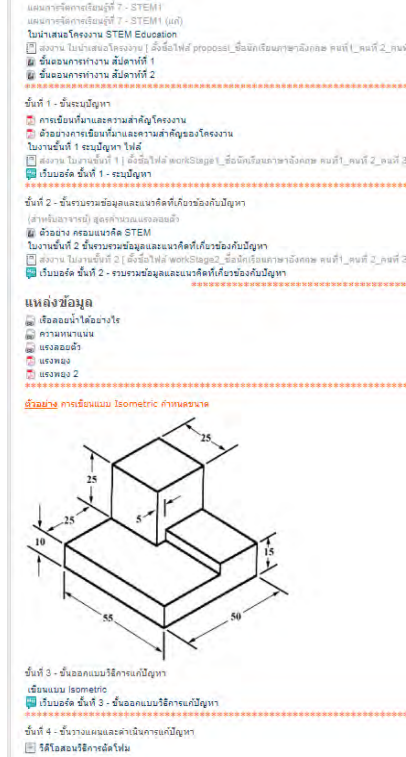 แผนการจัดการเรียนรู้ที่ 7 - STEM1
แผนการจัดการเรียนรู้ที่ 7 - STEM1 (แก้)
ใบนำเสนอโครงงาน STEM Education
ส่งงาน ใบนำเสนอโครงงาน [ ตั้งชื่อไฟล์ propossl_ชื่อนักเรียนภาษาอังกฤษ คนที่1_คนที่ 2_คนที่
ขั้นตอนการทำงาน สัปดาห์ที่ 1
ขั้นตอนการทำงาน สัปดาห์ที่ 2
ขั้นที่ 1 - ขั้นระบุปัญหา
การเขียนที่มาและความสำคัญโครงงาน
ตัวอย่างการเขียนที่มาและความสำคัญของโครงงาน
ใบงานขั้นที่ 1 ระบุปัญหา ไฟล์
ส่งงาน ใบงานขั้นที่ 1 [ ตั้งชื่อไฟล์ workStage1_ชื่อนักเรียนภาษาอังกฤษ คนที่1_คนที่ 2_คนที่ 3
เว็บบอร์ด ขั้นที่ 1 - ระบุปัญหา
ขั้นที่ 2 - ขั้นรวบรวมข้อมูลและแนวคิดที่เกี่ยวข้องกับปัญหา
(สำหรับอาจารย์) สูตรคำนวณแรงลอยตัว
ตัวอย่าง กรอบแนวคิด STEM
ใบงานขั้นที่ 2 ขั้นรวบรวมข้อมูลและแนวคิดที่เกี่ยวข้องกับปัญหา
ส่งงาน ใบงานขั้นที่ 2 [ ตั้งชื่อไฟล์ workStage2_ชื่อนักเรียนภาษาอังกฤษ คนที่1_คนที่ 2_คนที่ 3
เว็บบอร์ด ขั้นที่ 2 - รวบรวมข้อมูลและแนวคิดที่เกี่ยวข้องกับปัญหา
แหล่งข้อมูล
เรือลอยน้ำได้อย่างไร
ความหนาแน่น
แรงลอยตัว
แรงพยุง
แรงพยุง 2
ตัวอย่าง การเขียนแบบ Isometric กำหนดขนาด
25
25
25
5
10
15
55
50
ขั้นที่ 3 - ขั้นออกแบบวิธีการแก้ปัญหา
เขียนแบบ Isometric
เว็บบอร์ด ขั้นที่ 3 - ขั้นออกแบบวิธีการแก้ปัญหา
ขั้นที่ 4 - ขั้นวางแผนและดำเนินการแก้ปัญหา
วิดีโอสอนวิธีการตัดโฟม